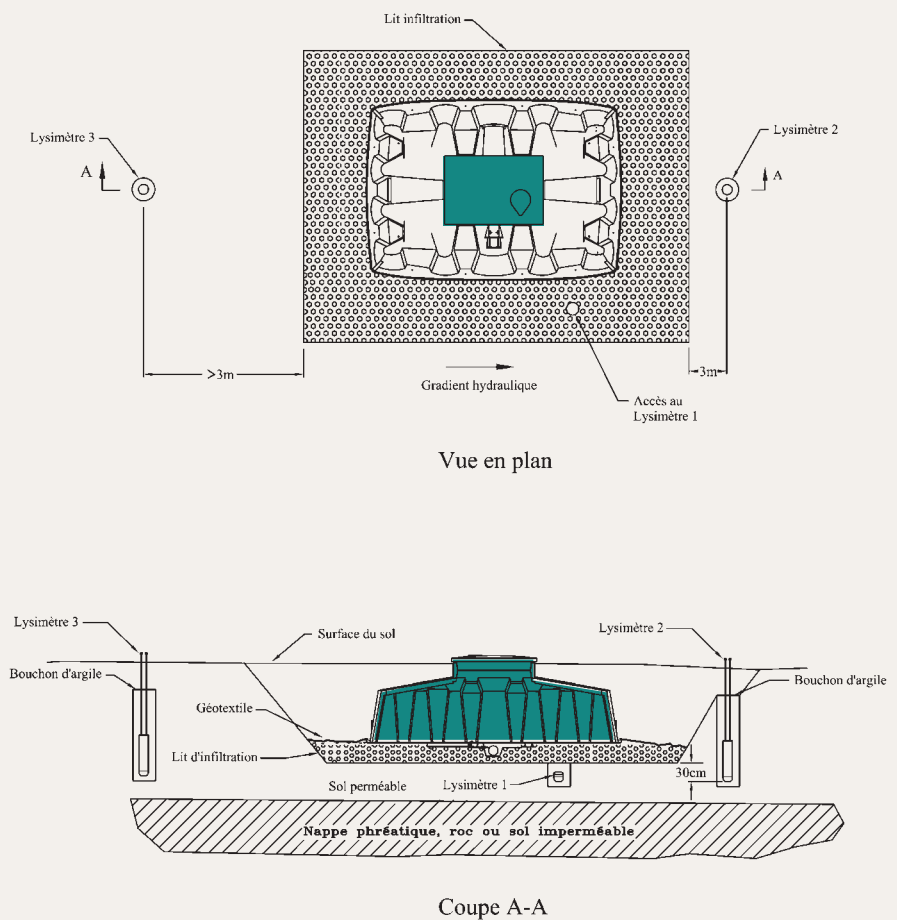 Lit infiltration
Lysimètre 3
Lysimètre 2
A
A
>3m
3m
Gradient hydraulique
Accès au
Lysimètre 1
Vue en plan
Lysimètre 3
Surface du sol
Lysimètre 2
Bouchon d'argile
Bouchon d'argile
Géotextile
Lit d'infiltration
Sol perméable
Lysimètre 1
30cm
Nappe phréatique, roc ou sol imperméable
Coupe A-A